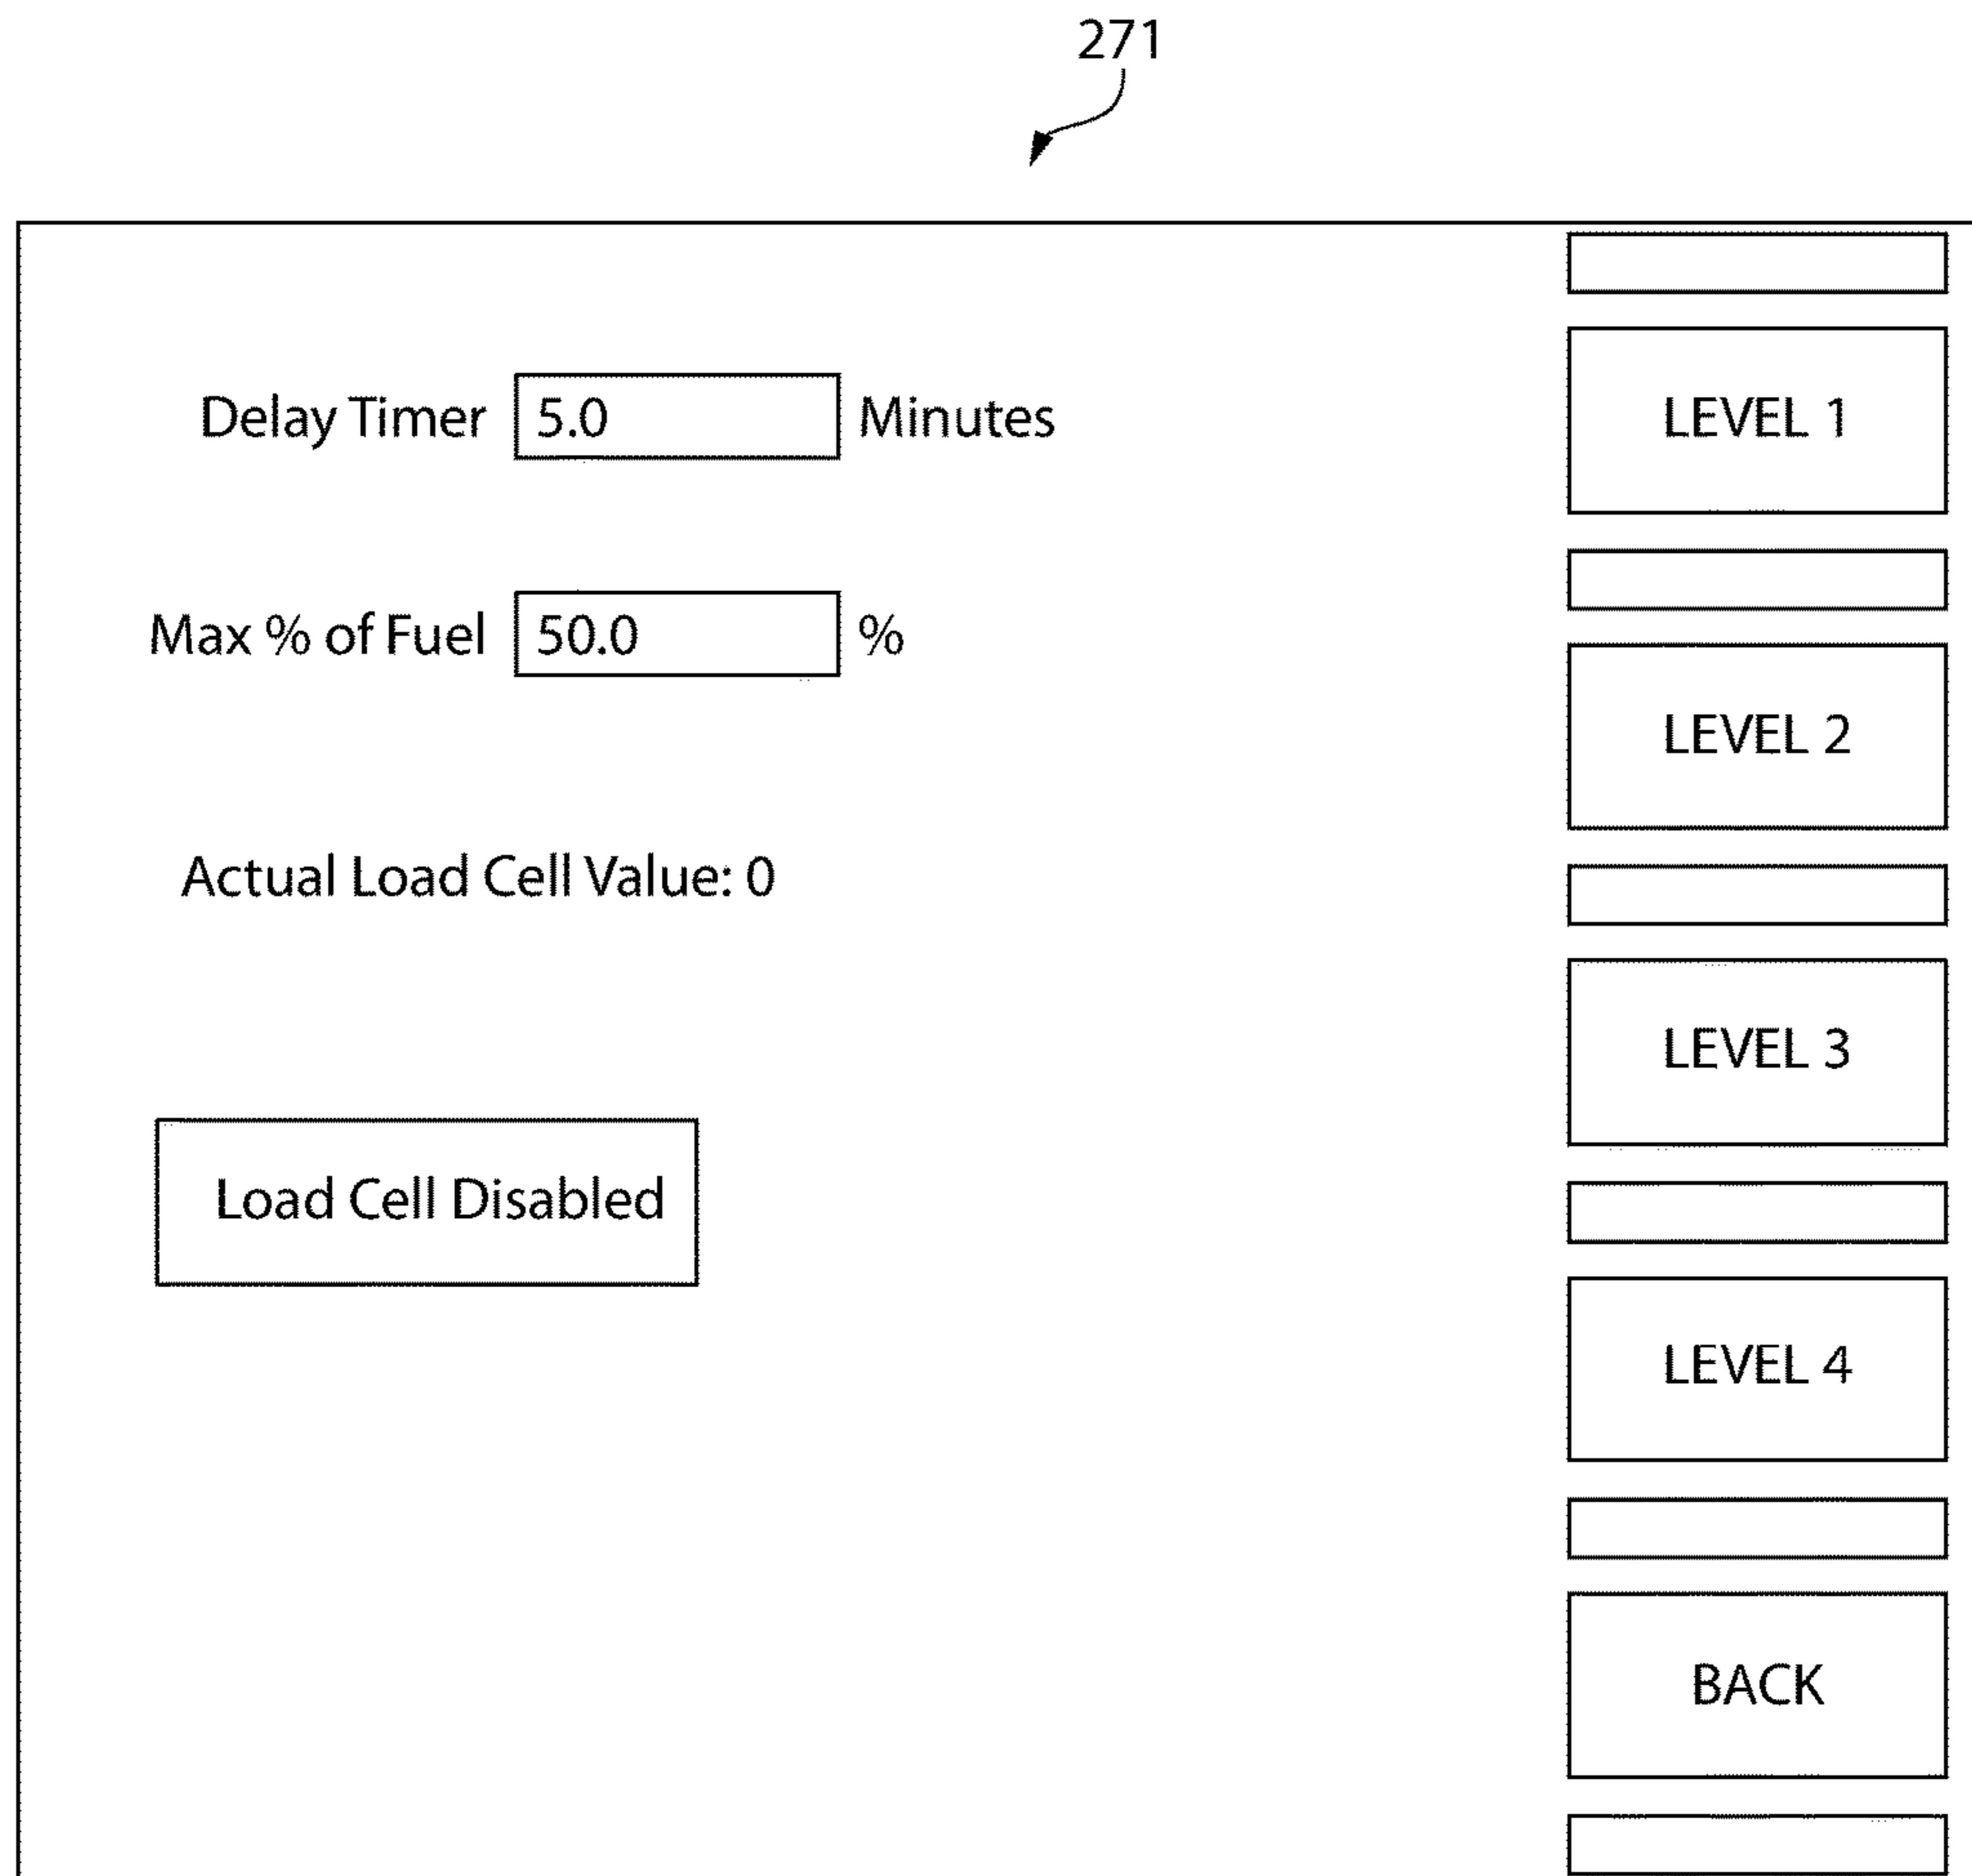 271
Delay Timer 5.0 Minutes
Max % of Fuel 50.0 %
Actual Load Cell Value: 0
Load Cell Disabled
LEVEL 1
LEVEL 2
LEVEL 3
LEVEL 4
BACK